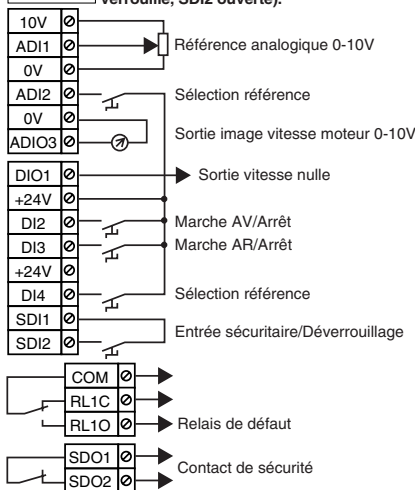 verrouillé, SDI2 ouverte).
10V
ADI1 Référence analogique 0-10V
0V
ADI2 Sélection référence
0V
Sortie image vitesse moteur 0-10V
ADIO3
DIO1 Sortie vitesse nulle
+24V
DI2 Marche AV/Arrêt
DI3 Marche AR/Arrêt
+24V
DI4 Sélection référence
SDI1
Entrée sécuritaire/Déverrouillage
SDI2
COM
RL1C
RL1O Relais de défaut
SDO1
Contact de sécurité
SDO2